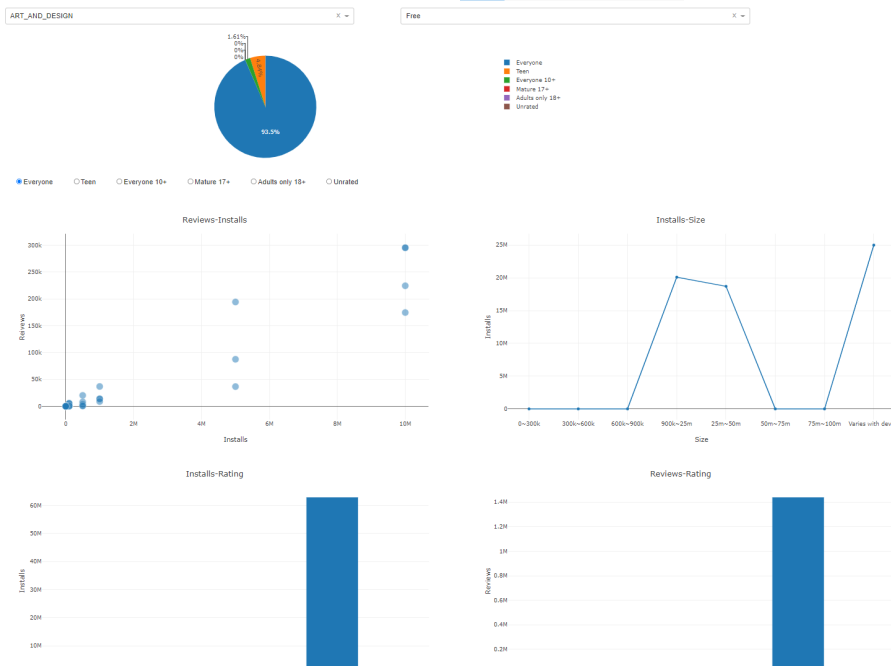 ART_AND_DESIGN x
Free x
1.61%
0%
0%
0%
4.84%
93.5%
Everyone
Teen
Everyone 10+
Mature 17+
Adults only 18+
Unrated
Everyone Teen Everyone 10+ Mature 17+ Adults only 18+ Unrated
Reviews-Installs
300k
250k
200k
150k
100k
50k
0
Reivews
0 2M 4M 6M 8M 10M
Installs
Installs-Size
25M
20M
15M
10M
5M
0
Installs
0~300k 300k~600k 600k~900k 900k~25m 25m~50m 50m~75m 75m~100m Varies with dev
Size
Installs-Rating
60M
50M
40M
30M
20M
10M
Installs
Reviews-Rating
1.4M
1.2M
1M
0.8M
0.6M
0.4M
0.2M
Reviews